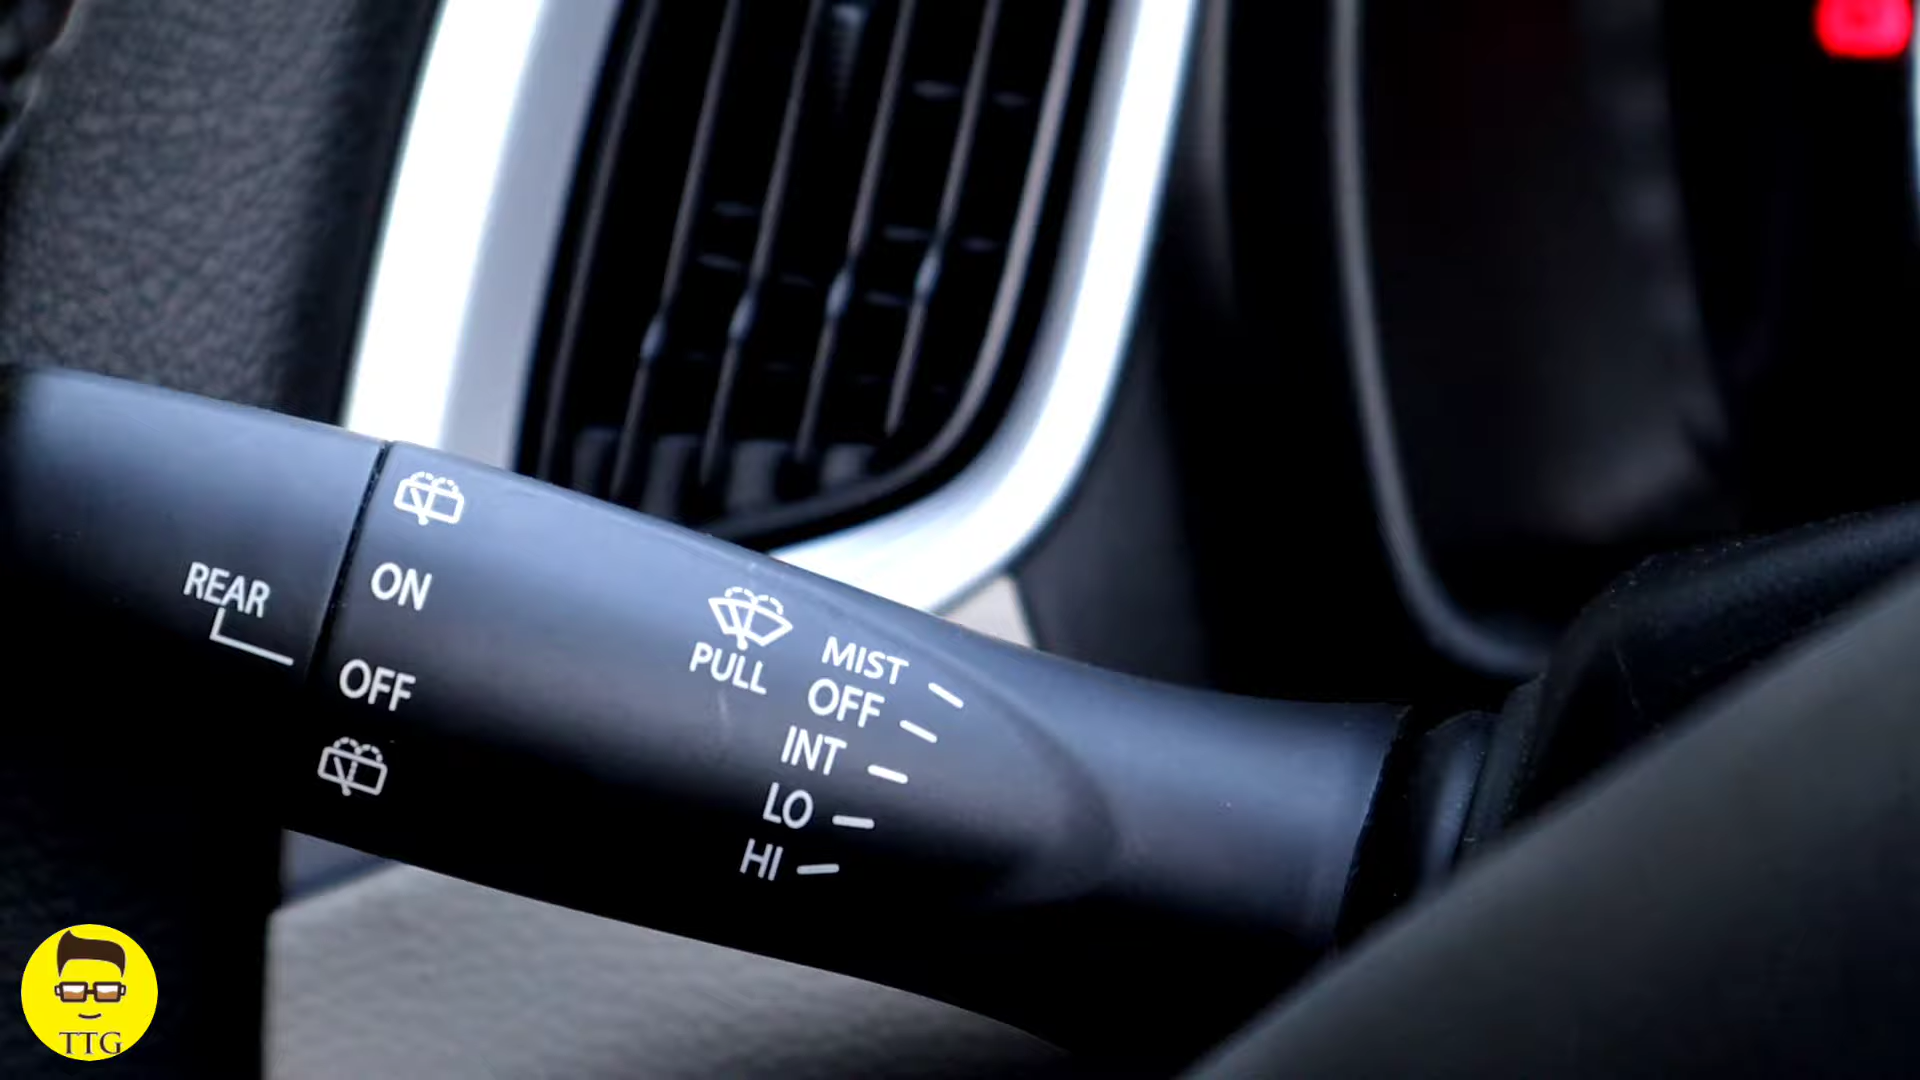 REAR
ON
OFF
PULL
MIST
OFF
INT
LO
HI
TTG